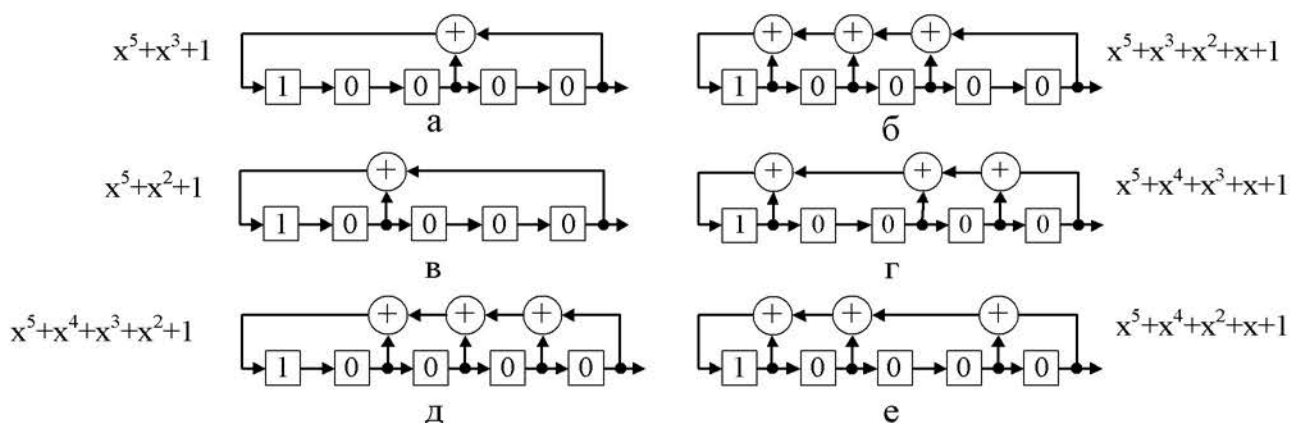 x⁵+x³+1
+
1 0 0 0 0
а
+ + +
1 0 0 0 0
x⁵+x³+x²+x+1
б
x⁵+x²+1
+
1 0 0 0 0
в
+ + +
1 0 0 0 0
x⁵+x⁴+x³+x+1
г
x⁵+x⁴+x³+x²+1
+ + +
1 0 0 0 0
д
+ + +
1 0 0 0 0
x⁵+x⁴+x²+x+1
е